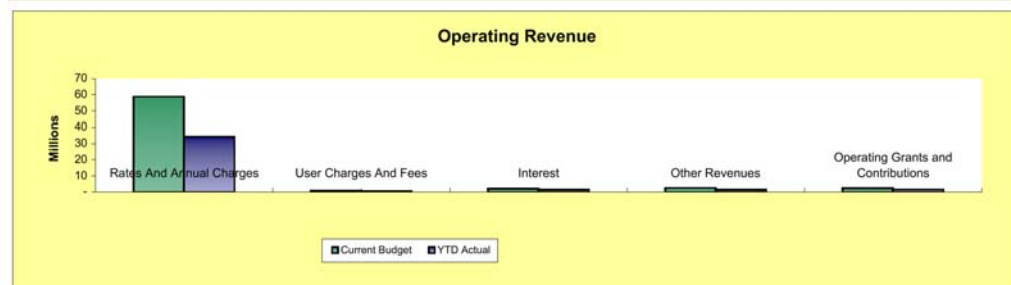 Operating Revenue
Millions
70
60
50
40
30
20
10
-
Rates And Annual Charges
User Charges And Fees
Interest
Other Revenues
Operating Grants and
Contributions
Current Budget
YTD Actual